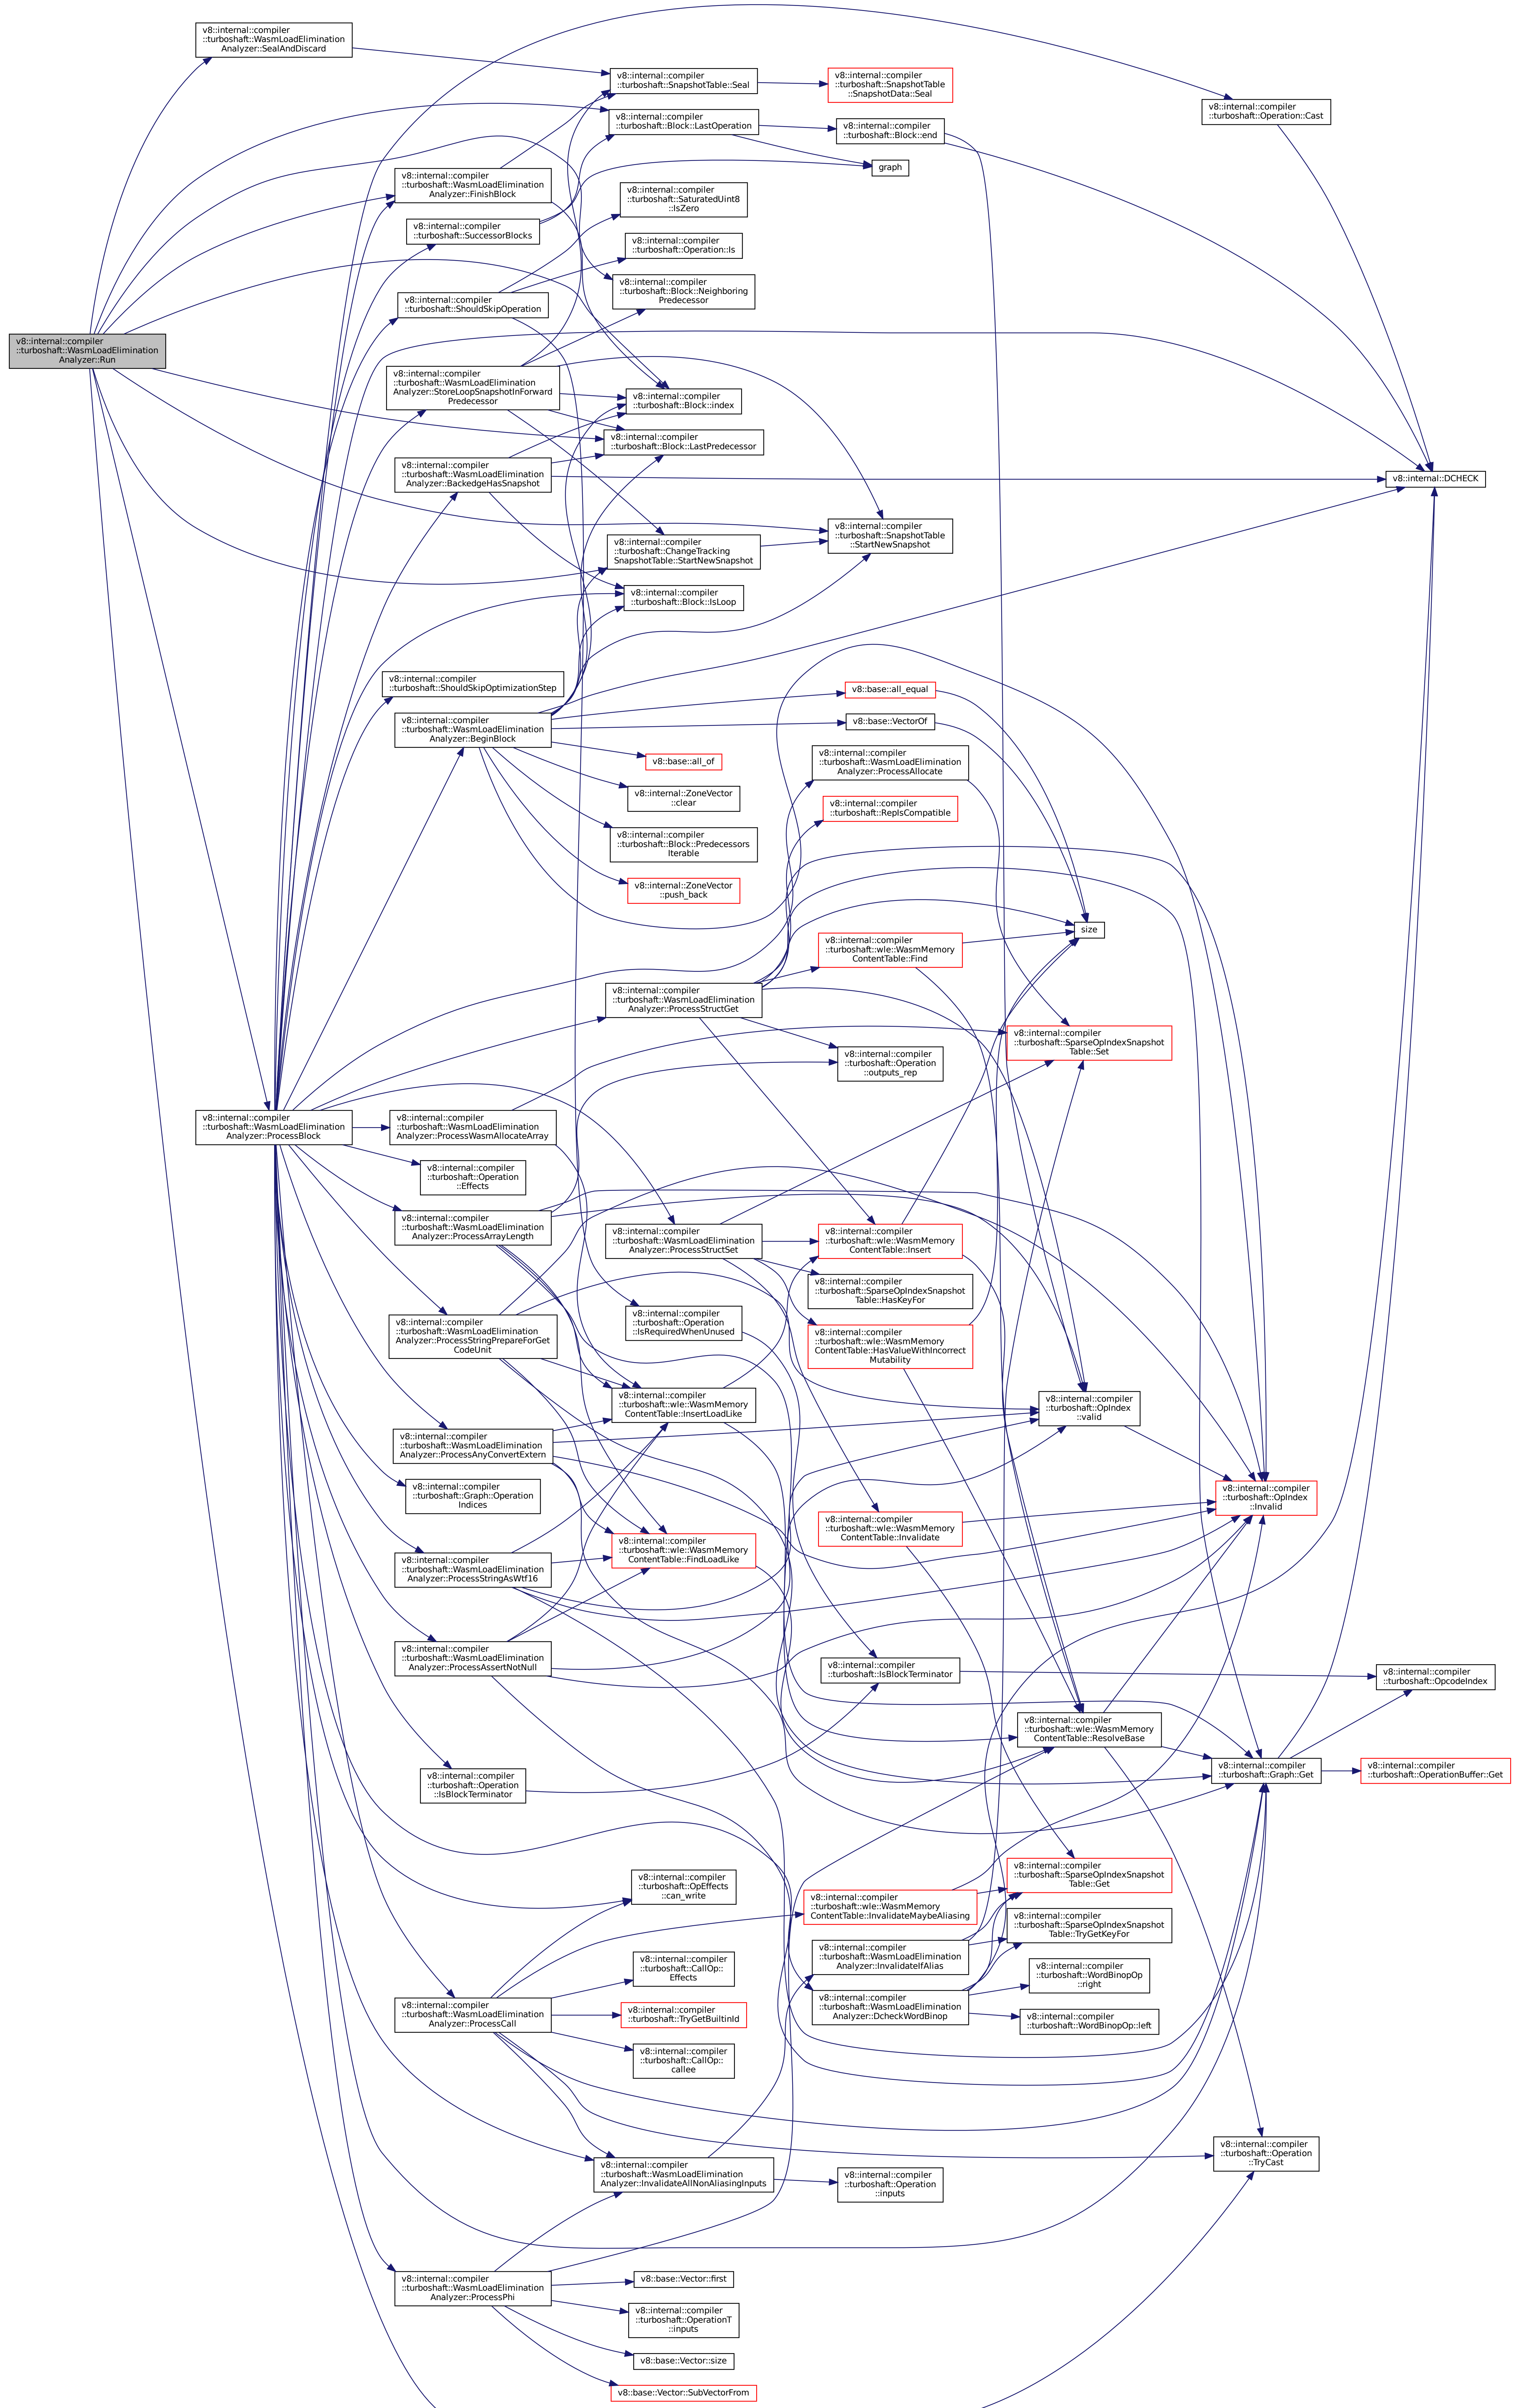 v8::internal::compiler
::turboshaft::WasmLoadElimination
Analyzer::Run
v8::internal::compiler
::turboshaft::WasmLoadElimination
Analyzer::SealAndDiscard
v8::internal::compiler
::turboshaft::WasmLoadElimination
Analyzer::FinishBlock
v8::internal::compiler
::turboshaft::SuccessorBlocks
v8::internal::compiler
::turboshaft::ShouldSkipOperation
v8::internal::compiler
::turboshaft::WasmLoadElimination
Analyzer::StoreLoopSnapshotInForward
Predecessor
v8::internal::compiler
::turboshaft::WasmLoadElimination
Analyzer::BackedgeHasSnapshot
v8::internal::compiler
::turboshaft::ShouldSkipOptimizationStep
v8::internal::compiler
::turboshaft::WasmLoadElimination
Analyzer::BeginBlock
v8::internal::compiler
::turboshaft::WasmLoadElimination
Analyzer::ProcessBlock
v8::internal::compiler
::turboshaft::WasmLoadElimination
Analyzer::ProcessWasmAllocateArray
v8::internal::compiler
::turboshaft::Operation
::Effects
v8::internal::compiler
::turboshaft::WasmLoadElimination
Analyzer::ProcessArrayLength
v8::internal::compiler
::turboshaft::WasmLoadElimination
Analyzer::ProcessStringPrepareForGet
CodeUnit
v8::internal::compiler
::turboshaft::WasmLoadElimination
Analyzer::ProcessAnyConvertExtern
v8::internal::compiler
::turboshaft::Graph::Operation
Indices
v8::internal::compiler
::turboshaft::WasmLoadElimination
Analyzer::ProcessStringAsWtf16
v8::internal::compiler
::turboshaft::WasmLoadElimination
Analyzer::ProcessAssertNotNull
v8::internal::compiler
::turboshaft::Operation
::IsBlockTerminator
v8::internal::compiler
::turboshaft::WasmLoadElimination
Analyzer::ProcessCall
v8::internal::compiler
::turboshaft::WasmLoadElimination
Analyzer::ProcessPhi
v8::internal::compiler
::turboshaft::SnapshotTable::Seal
v8::internal::compiler
::turboshaft::Block::LastOperation
v8::internal::compiler
::turboshaft::SaturatedUint8
::IsZero
v8::internal::compiler
::turboshaft::Operation::Is
v8::internal::compiler
::turboshaft::Block::Neighboring
Predecessor
v8::internal::compiler
::turboshaft::Block::index
v8::internal::compiler
::turboshaft::Block::LastPredecessor
v8::internal::compiler
::turboshaft::ChangeTracking
SnapshotTable::StartNewSnapshot
v8::internal::compiler
::turboshaft::Block::IsLoop
v8::base::all_of
v8::internal::ZoneVector
::clear
v8::internal::compiler
::turboshaft::Block::Predecessors
Iterable
v8::internal::ZoneVector
::push_back
v8::internal::compiler
::turboshaft::WasmLoadElimination
Analyzer::ProcessStructGet
v8::internal::compiler
::turboshaft::WasmLoadElimination
Analyzer::ProcessStructSet
v8::internal::compiler
::turboshaft::Operation
::IsRequiredWhenUnused
v8::internal::compiler
::turboshaft::wle::WasmMemory
ContentTable::InsertLoadLike
v8::internal::compiler
::turboshaft::wle::WasmMemory
ContentTable::FindLoadLike
v8::internal::compiler
::turboshaft::OpEffects
::can_write
v8::internal::compiler
::turboshaft::CallOp::
Effects
v8::internal::compiler
::turboshaft::TryGetBuiltinId
v8::internal::compiler
::turboshaft::CallOp::
callee
v8::internal::compiler
::turboshaft::WasmLoadElimination
Analyzer::InvalidateAllNonAliasingInputs
v8::base::Vector::first
v8::internal::compiler
::turboshaft::OperationT
::inputs
v8::base::Vector::size
v8::base::Vector::SubVectorFrom
v8::internal::compiler
::turboshaft::SnapshotTable
::SnapshotData::Seal
v8::internal::compiler
::turboshaft::Block::end
graph
v8::internal::compiler
::turboshaft::SnapshotTable
::StartNewSnapshot
v8::base::all_equal
v8::base::VectorOf
v8::internal::compiler
::turboshaft::WasmLoadElimination
Analyzer::ProcessAllocate
v8::internal::compiler
::turboshaft::RepIsCompatible
v8::internal::compiler
::turboshaft::wle::WasmMemory
ContentTable::Find
v8::internal::compiler
::turboshaft::Operation
::outputs_rep
v8::internal::compiler
::turboshaft::wle::WasmMemory
ContentTable::Insert
v8::internal::compiler
::turboshaft::SparseOpIndexSnapshot
Table::HasKeyFor
v8::internal::compiler
::turboshaft::wle::WasmMemory
ContentTable::HasValueWithIncorrect
Mutability
v8::internal::compiler
::turboshaft::wle::WasmMemory
ContentTable::Invalidate
v8::internal::compiler
::turboshaft::IsBlockTerminator
v8::internal::compiler
::turboshaft::wle::WasmMemory
ContentTable::InvalidateMaybeAliasing
v8::internal::compiler
::turboshaft::WasmLoadElimination
Analyzer::InvalidateIfAlias
v8::internal::compiler
::turboshaft::WasmLoadElimination
Analyzer::DcheckWordBinop
v8::internal::compiler
::turboshaft::Operation
::inputs
size
v8::internal::compiler
::turboshaft::SparseOpIndexSnapshot
Table::Set
v8::internal::compiler
::turboshaft::OpIndex
::valid
v8::internal::compiler
::turboshaft::wle::WasmMemory
ContentTable::ResolveBase
v8::internal::compiler
::turboshaft::SparseOpIndexSnapshot
Table::Get
v8::internal::compiler
::turboshaft::SparseOpIndexSnapshot
Table::TryGetKeyFor
v8::internal::compiler
::turboshaft::WordBinopOp
::right
v8::internal::compiler
::turboshaft::WordBinopOp::left
v8::internal::compiler
::turboshaft::Operation::Cast
v8::internal::compiler
::turboshaft::OpIndex
::Invalid
v8::internal::compiler
::turboshaft::Graph::Get
v8::internal::compiler
::turboshaft::Operation
::TryCast
v8::internal::DCHECK
v8::internal::compiler
::turboshaft::OpcodeIndex
v8::internal::compiler
::turboshaft::OperationBuffer::Get